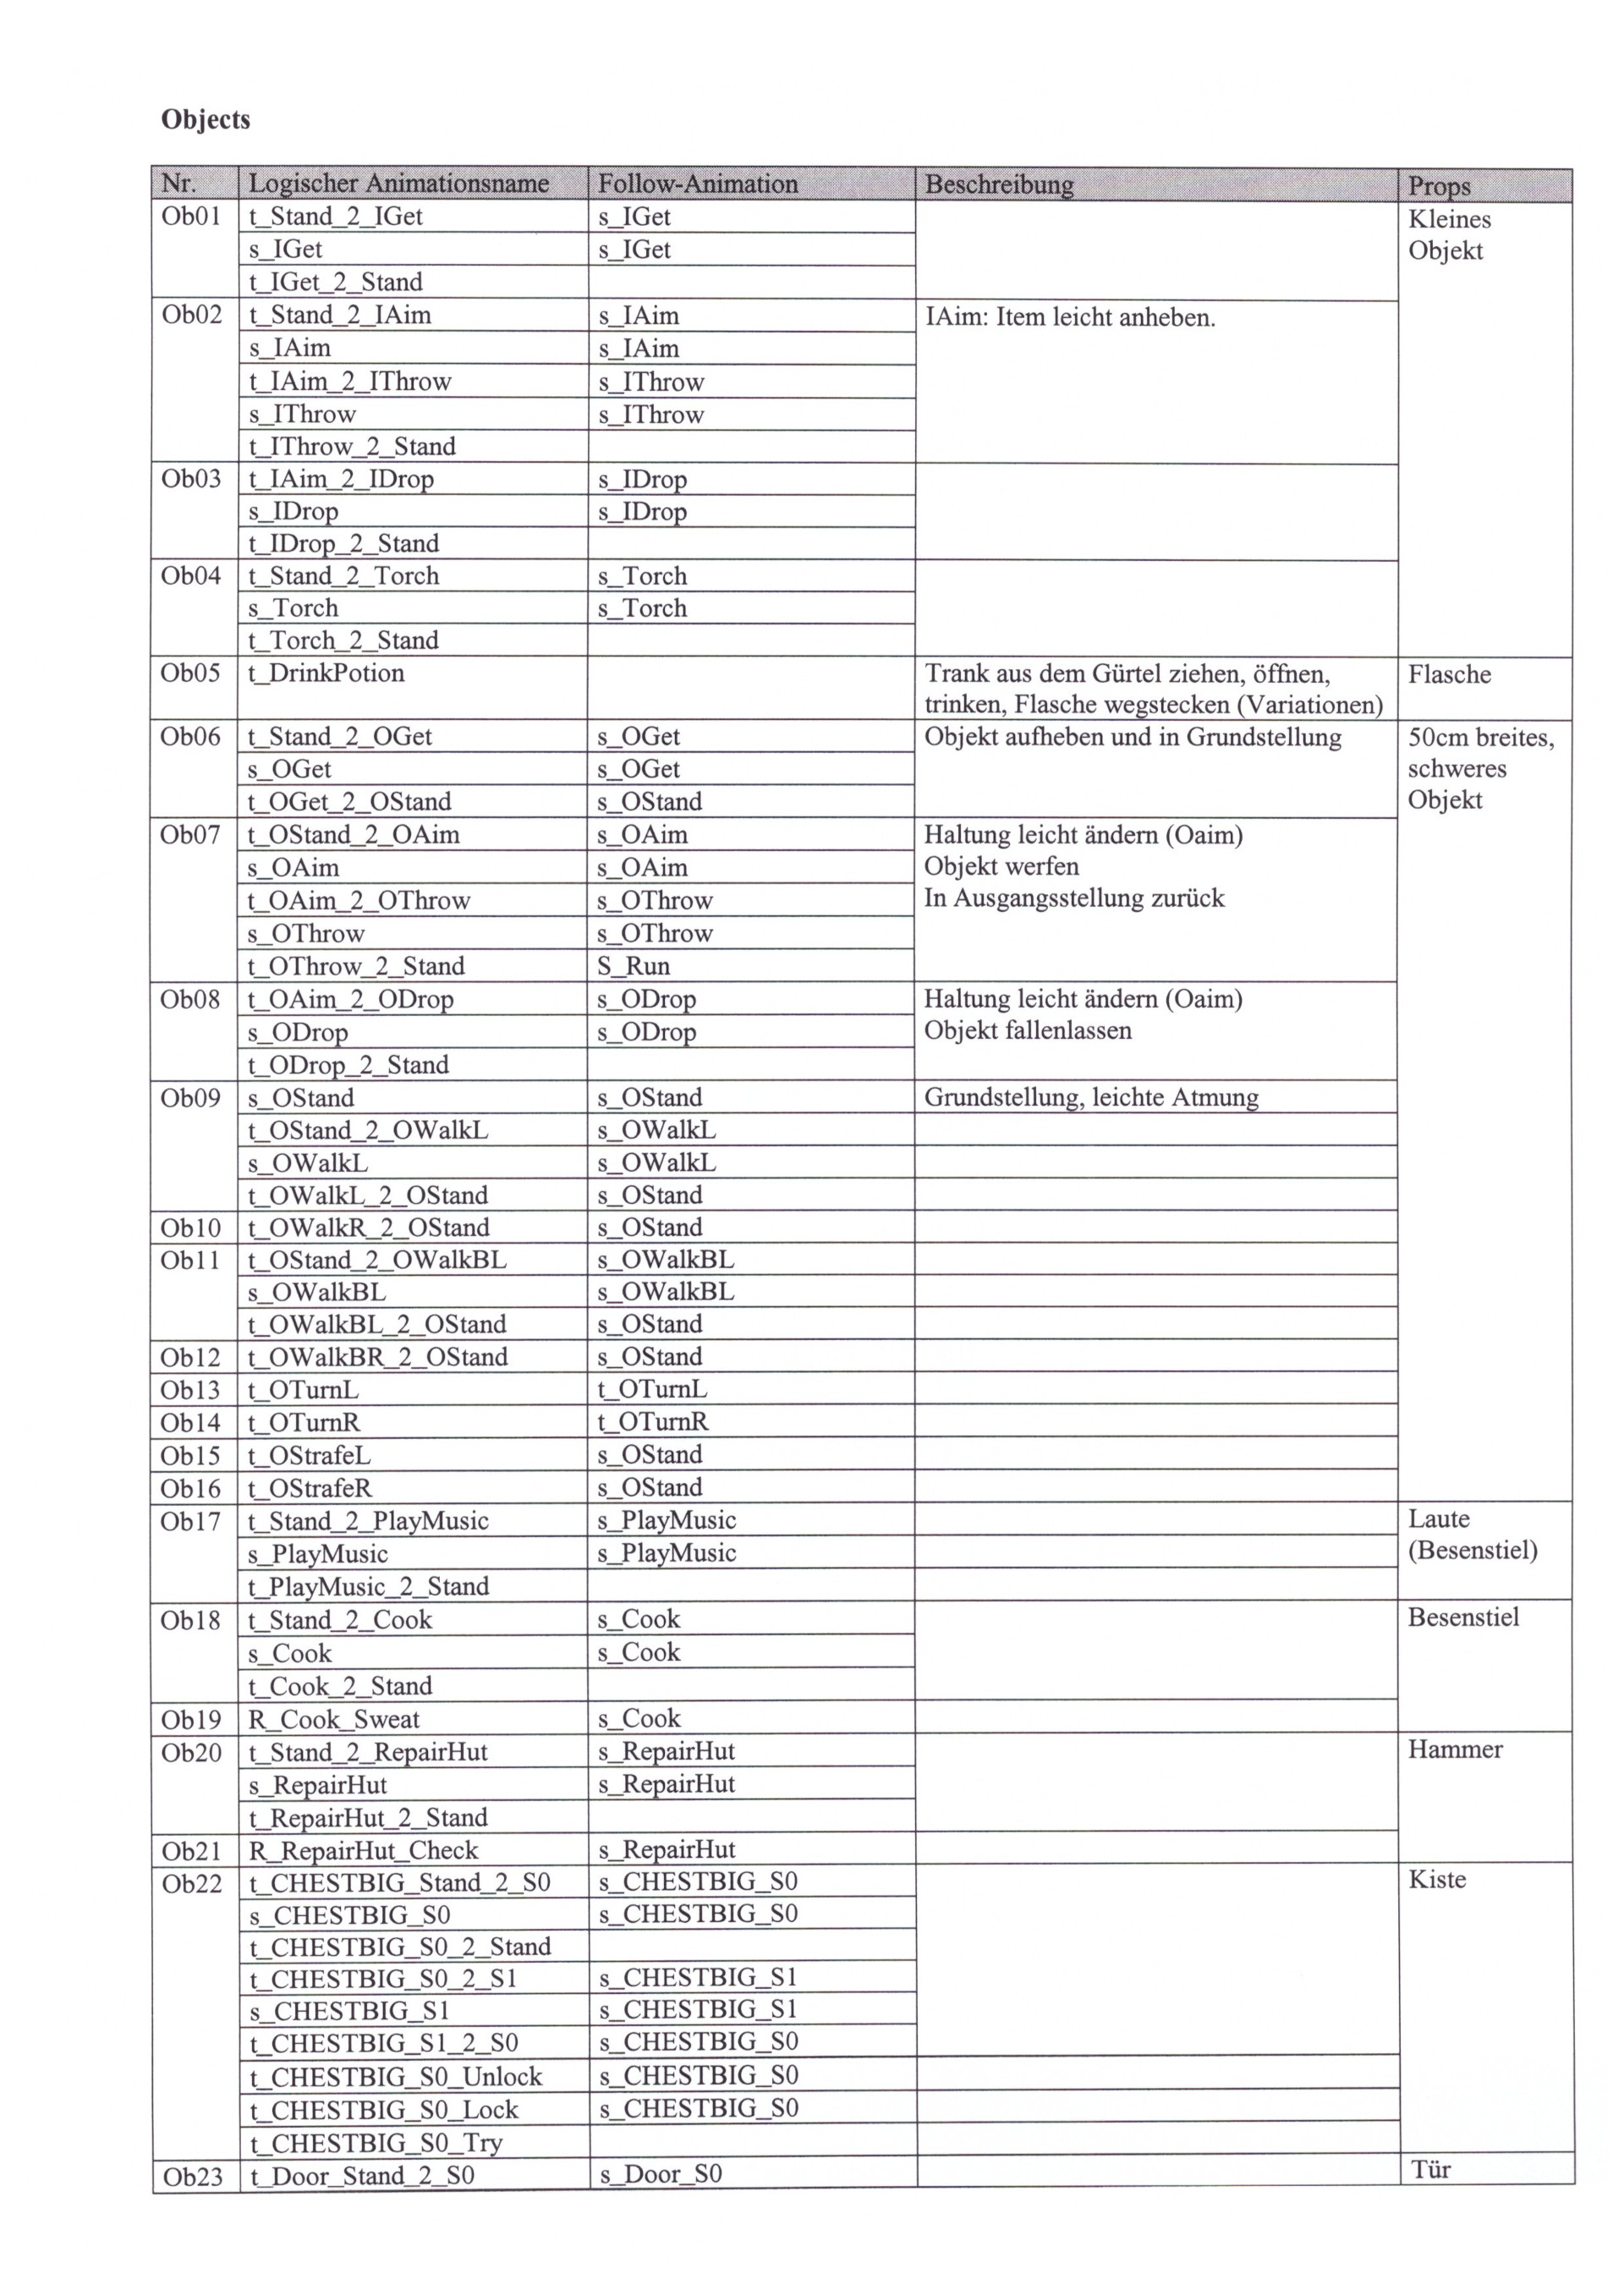 Objects
Nr. Logischer Animationsname Follow-Animation Beschreibung Props
Ob01 t_Stand_2_IGet s_IGet Kleines
s_IGet s_IGet Objekt
t_IGet_2_Stand
Ob02 t_Stand_2_IAim s_IAim IAim: Item leicht anheben.
s_IAim s_IAim
t_IAim_2_IThrow s_IThrow
s_IThrow s_IThrow
t_IThrow_2_Stand
Ob03 t_IAim_2_IDrop s_IDrop
s_IDrop s_IDrop
t_IDrop_2_Stand
Ob04 t_Stand_2_Torch s_Torch
s_Torch s_Torch
t_Torch_2_Stand
Ob05 t_DrinkPotion Trank aus dem Gürtel ziehen, öffnen, Flasche
trinken, Flasche wegstecken (Variationen)
Ob06 t_Stand_2_OGet s_OGet Objekt aufheben und in Grundstellung 50cm breites,
s_OGet s_OGet schweres
t_OGet_2_OStand s_OStand Objekt
Ob07 t_OStand_2_OAim s_OAim Haltung leicht ändern (Oaim)
s_OAim s_OAim Objekt werfen
t_OAim_2_OThrow s_OThrow In Ausgangsstellung zurück
s_OThrow s_OThrow
t_OThrow_2_Stand S_Run
Ob08 t_OAim_2_ODrop s_ODrop Haltung leicht ändern (Oaim)
s_ODrop s_ODrop Objekt fallenlassen
t_ODrop_2_Stand
Ob09 s_OStand s_OStand Grundstellung, leichte Atmung
t_OStand_2_OWalkL s_OWalkL
s_OWalkL s_OWalkL
t_OWalkL_2_OStand s_OStand
Ob10 t_OWalkR_2_OStand s_OStand
Ob11 t_OStand_2_OWalkBL s_OWalkBL
s_OWalkBL s_OWalkBL
t_OWalkBL_2_OStand s_OStand
Ob12 t_OWalkBR_2_OStand s_OStand
Ob13 t_OTurnL t_OTurnL
Ob14 t_OTurnR t_OTurnR
Ob15 t_OStrafeL s_OStand
Ob16 t_OStrafeR s_OStand
Ob17 t_Stand_2_PlayMusic s_PlayMusic Laute
s_PlayMusic s_PlayMusic (Besenstiel)
t_PlayMusic_2_Stand
Ob18 t_Stand_2_Cook s_Cook Besenstiel
s_Cook s_Cook
t_Cook_2_Stand
Ob19 R_Cook_Sweat s_Cook
Ob20 t_Stand_2_RepairHut s_RepairHut Hammer
s_RepairHut s_RepairHut
t_RepairHut_2_Stand
Ob21 R_RepairHut_Check s_RepairHut
Ob22 t_CHESTBIG_Stand_2_S0 s_CHESTBIG_S0 Kiste
s_CHESTBIG_S0 s_CHESTBIG_S0
t_CHESTBIG_S0_2_Stand
t_CHESTBIG_S0_2_S1 s_CHESTBIG_S1
s_CHESTBIG_S1 s_CHESTBIG_S1
t_CHESTBIG_S1_2_S0 s_CHESTBIG_S0
t_CHESTBIG_S0_Unlock s_CHESTBIG_S0
t_CHESTBIG_S0_Lock s_CHESTBIG_S0
t_CHESTBIG_S0_Try
Ob23 t_Door_Stand_2_S0 s_Door_S0 Tür